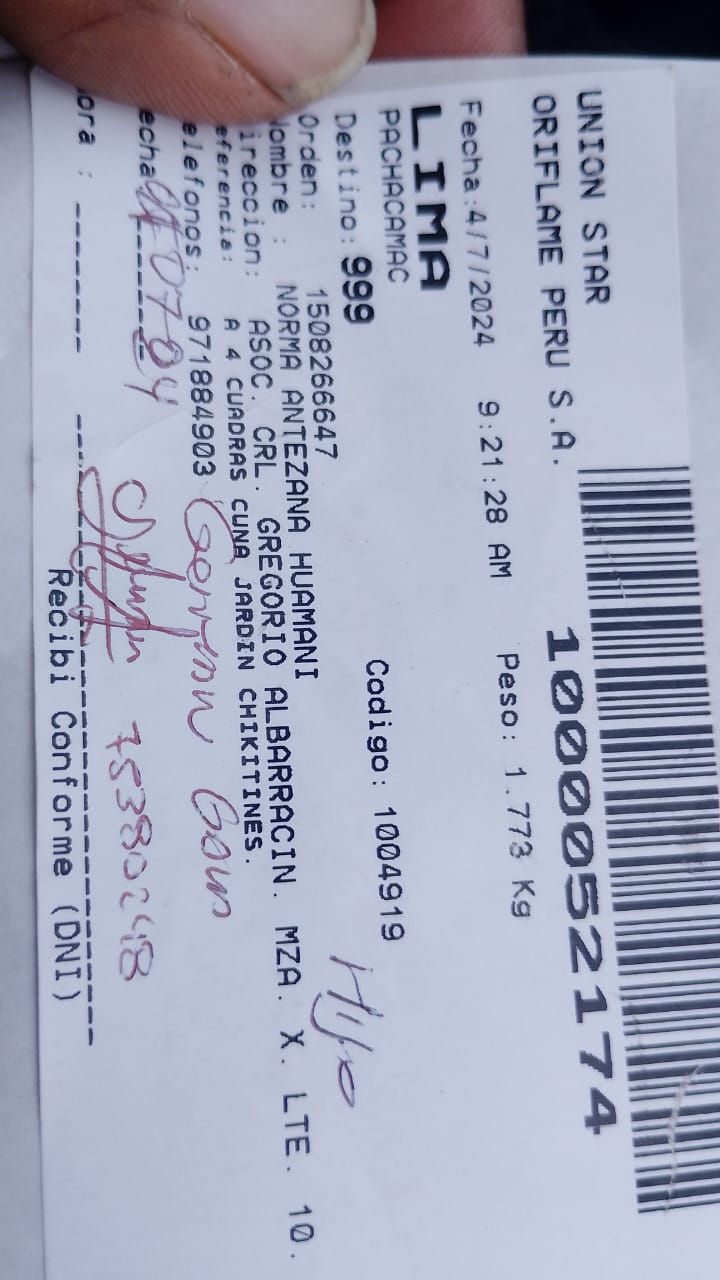 UNION STAR
ORIFLAME PERU S.A.
1000052174
Fecha:4/7/2024 9:21:28 AM Peso: 1.773 Kg
LIMA
PACHACAMAC
Codigo: 1004919
Destino: 999
Hijo
Orden: 1508266647
ombre : NORMA ANTEZANA HUAMANI
ireccion: ASOC. CRL. GREGORIO ALBARRACIN. MZA. X. LTE. 10.
eferencia: A 4 CUADRAS CUNA JARDIN CHIKITINES.
elefonos: 971884903
echa
75380248
ora :
Recibi Conforme (DNI)